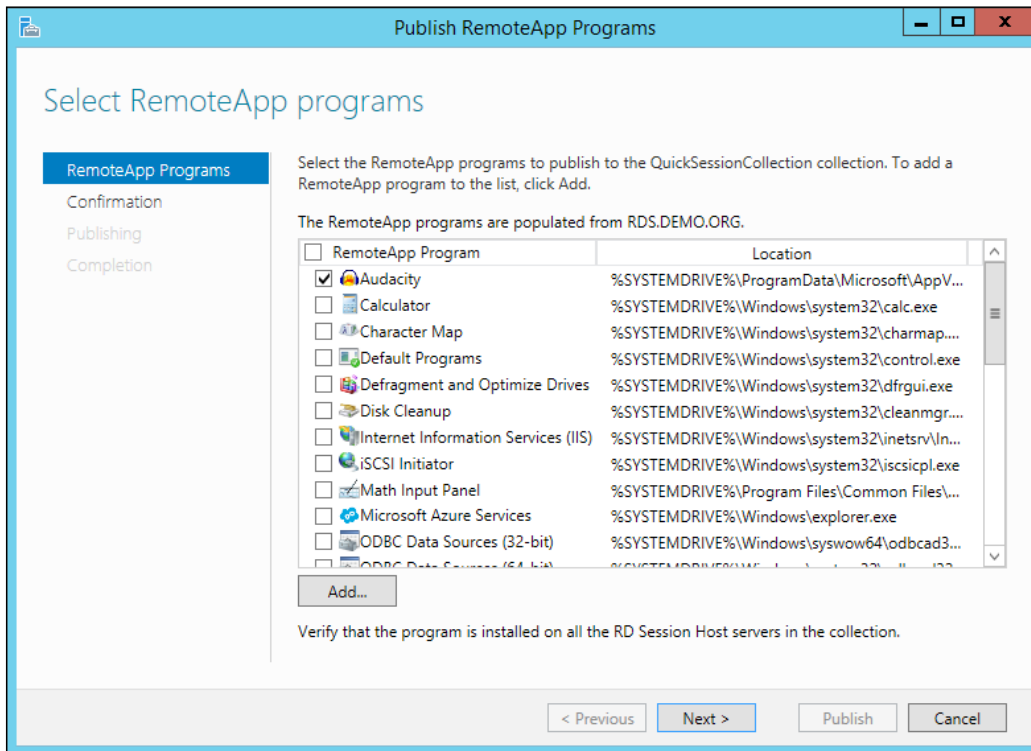 Publish RemoteApp Programs
Select RemoteApp programs
RemoteApp Programs
Confirmation
Publishing
Completion
Select the RemoteApp programs to publish to the QuickSessionCollection collection. To add a
RemoteApp program to the list, click Add.
The RemoteApp programs are populated from RDS.DEMO.ORG.
RemoteApp Program Location
Audacity %SYSTEMDRIVE%\ProgramData\Microsoft\AppV...
Calculator %SYSTEMDRIVE%\Windows\system32\calc.exe
Character Map %SYSTEMDRIVE%\Windows\system32\charmap....
Default Programs %SYSTEMDRIVE%\Windows\system32\control.exe
Defragment and Optimize Drives %SYSTEMDRIVE%\Windows\system32\dfrgui.exe
Disk Cleanup %SYSTEMDRIVE%\Windows\system32\cleanmgr....
Internet Information Services (IIS) %SYSTEMDRIVE%\Windows\system32\inetsrv\In...
iSCSI Initiator %SYSTEMDRIVE%\Windows\system32\iscsicpl.exe
Math Input Panel %SYSTEMDRIVE%\Program Files\Common Files\...
Microsoft Azure Services %SYSTEMDRIVE%\Windows\explorer.exe
ODBC Data Sources (32-bit) %SYSTEMDRIVE%\Windows\syswow64\odbcad3...
ODBC Data Sources (64-bit)
Add...
Verify that the program is installed on all the RD Session Host servers in the collection.
< Previous Next > Publish Cancel